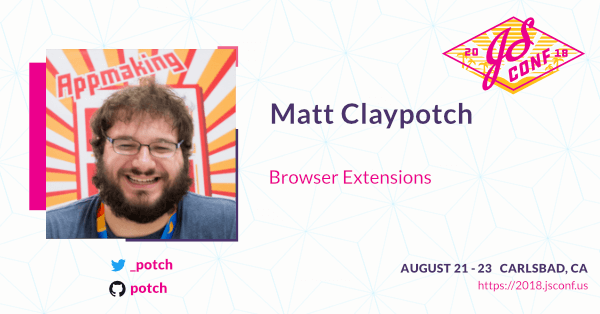 20 JS 18
CONF
Appmaking
Matt Claypotch
Browser Extensions
_potch
potch
AUGUST 21 - 23 CARLSBAD, CA
https://2018.jsconf.us